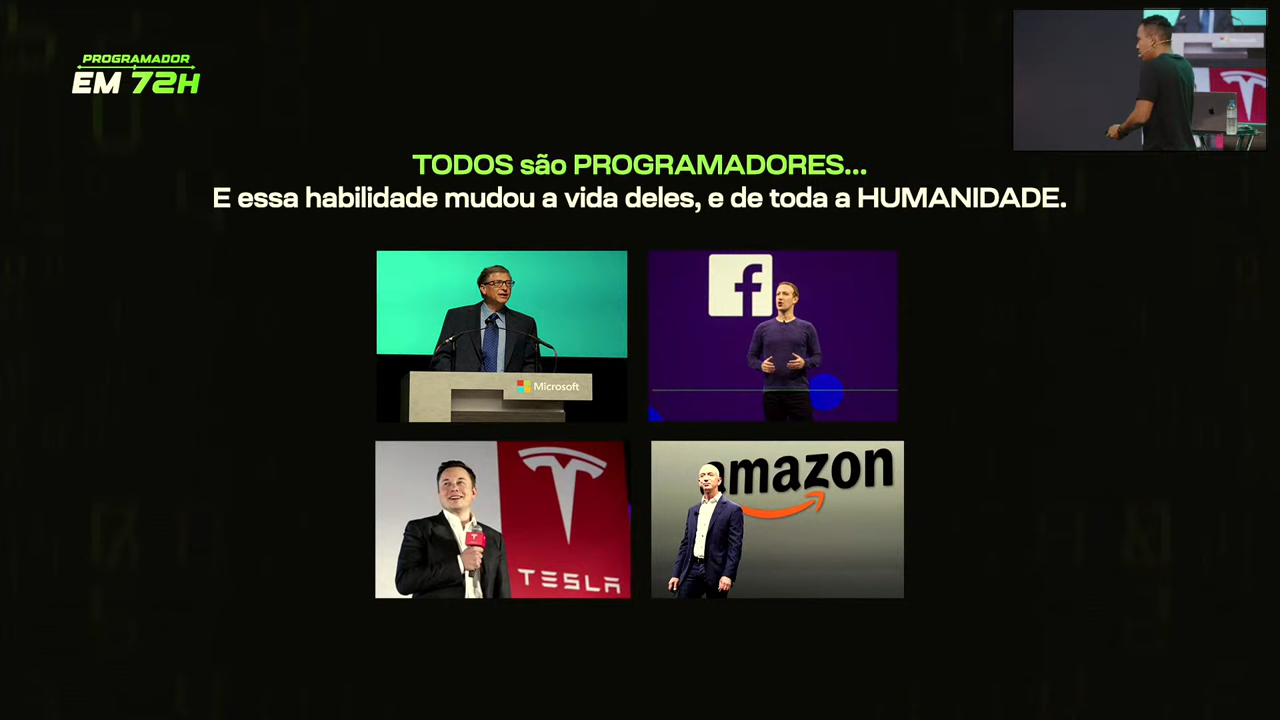 PROGRAMADOR
EM 72H
TODOS são PROGRAMADORES...
E essa habilidade mudou a vida deles, e de toda a HUMANIDADE.
Microsoft
f
TESLA
amazon